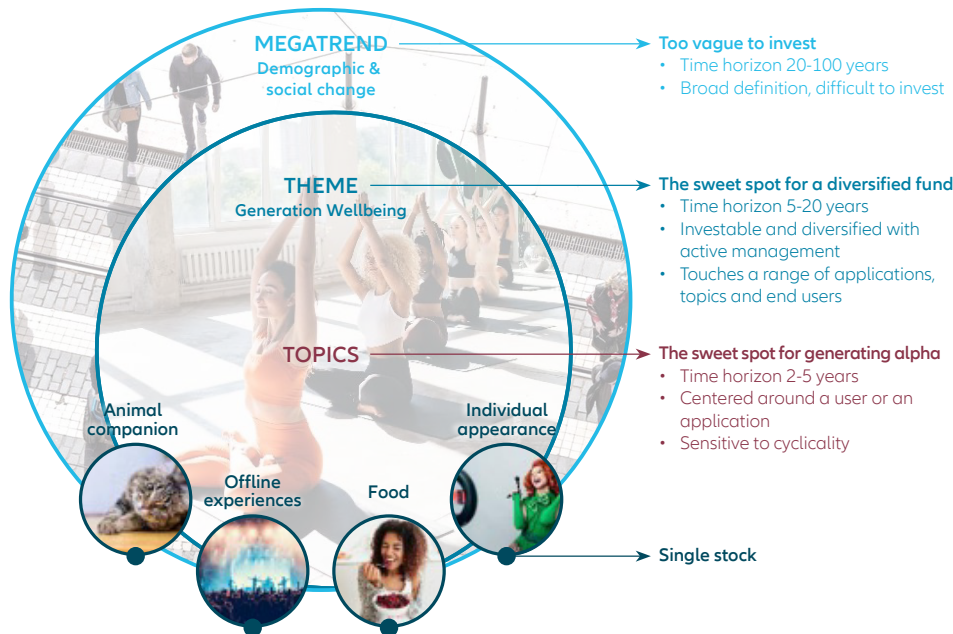 MEGATREND
Demographic &
social change
Too vague to invest
• Time horizon 20-100 years
• Broad definition, difficult to invest
THEME
Generation Wellbeing
The sweet spot for a diversified fund
• Time horizon 5-20 years
• Investable and diversified with
active management
• Touches a range of applications,
topics and end users
TOPICS
The sweet spot for generating alpha
• Time horizon 2-5 years
• Centered around a user or an
application
• Sensitive to cyclicality
Animal
companion
Offline
experiences
Food
Individual
appearance
Single stock